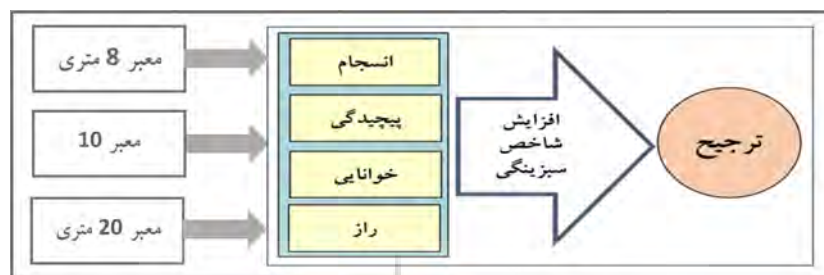 معبر 8 متری
معبر 10
معبر 20 متری
انسجام
پیچیدگی
خوانایی
راز
افزایش
شاخص
سبزینگی
ترجیح